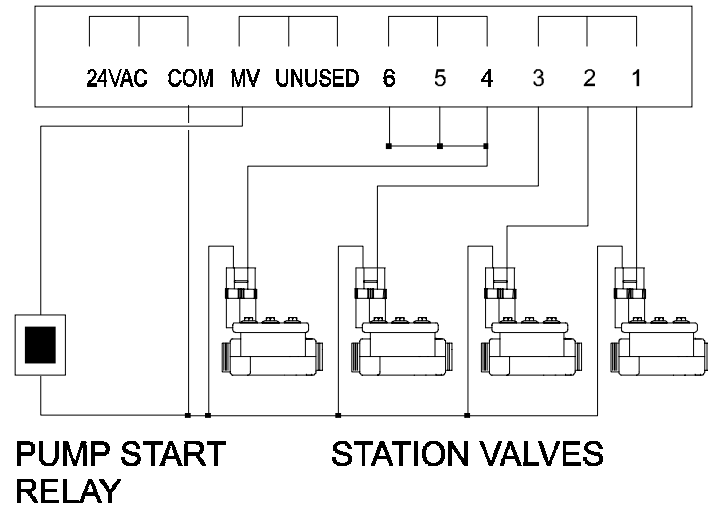 24VAC COM MV UNUSED 6 5 4 3 2 1
PUMP START STATION VALVES
RELAY